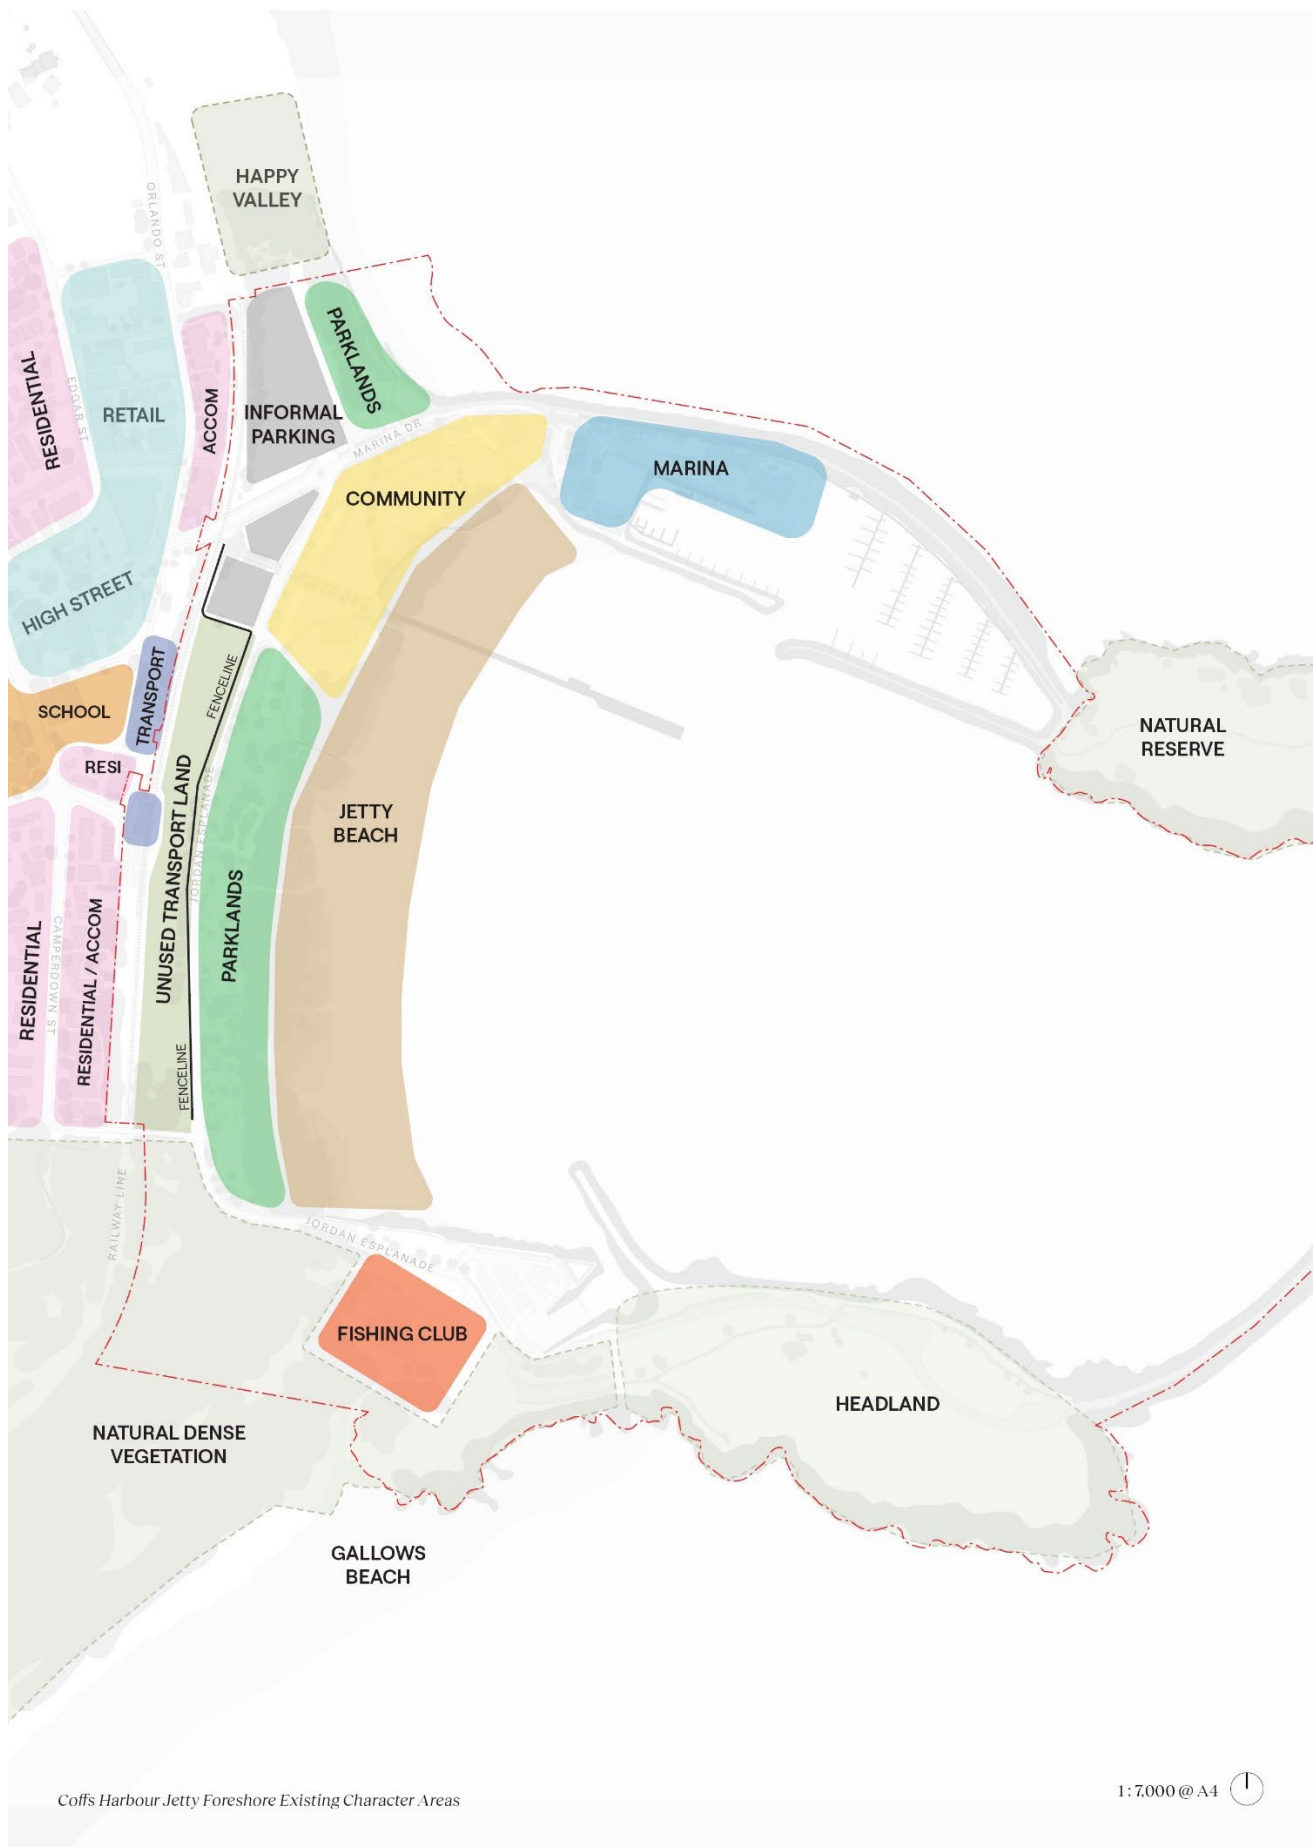 HAPPY
VALLEY
ORLANDO ST
PARKLANDS
RESIDENTIAL
EDGAR ST
RETAIL
ACCOM
INFORMAL
PARKING
MARINA DR
MARINA
COMMUNITY
HIGH STREET
TRANSPORT
FENCELINE
SCHOOL
RESI
NATURAL
RESERVE
UNUSED TRANSPORT LAND
JORDAN ESPLANADE
JETTY
BEACH
PARKLANDS
RESIDENTIAL
CAMPERDOWN ST
RESIDENTIAL / ACCOM
FENCELINE
RAILWAY LINE
JORDAN ESPLANADE
FISHING CLUB
HEADLAND
NATURAL DENSE
VEGETATION
GALLOWS
BEACH
Coffs Harbour Jetty Foreshore Existing Character Areas
1:7,000 @ A4